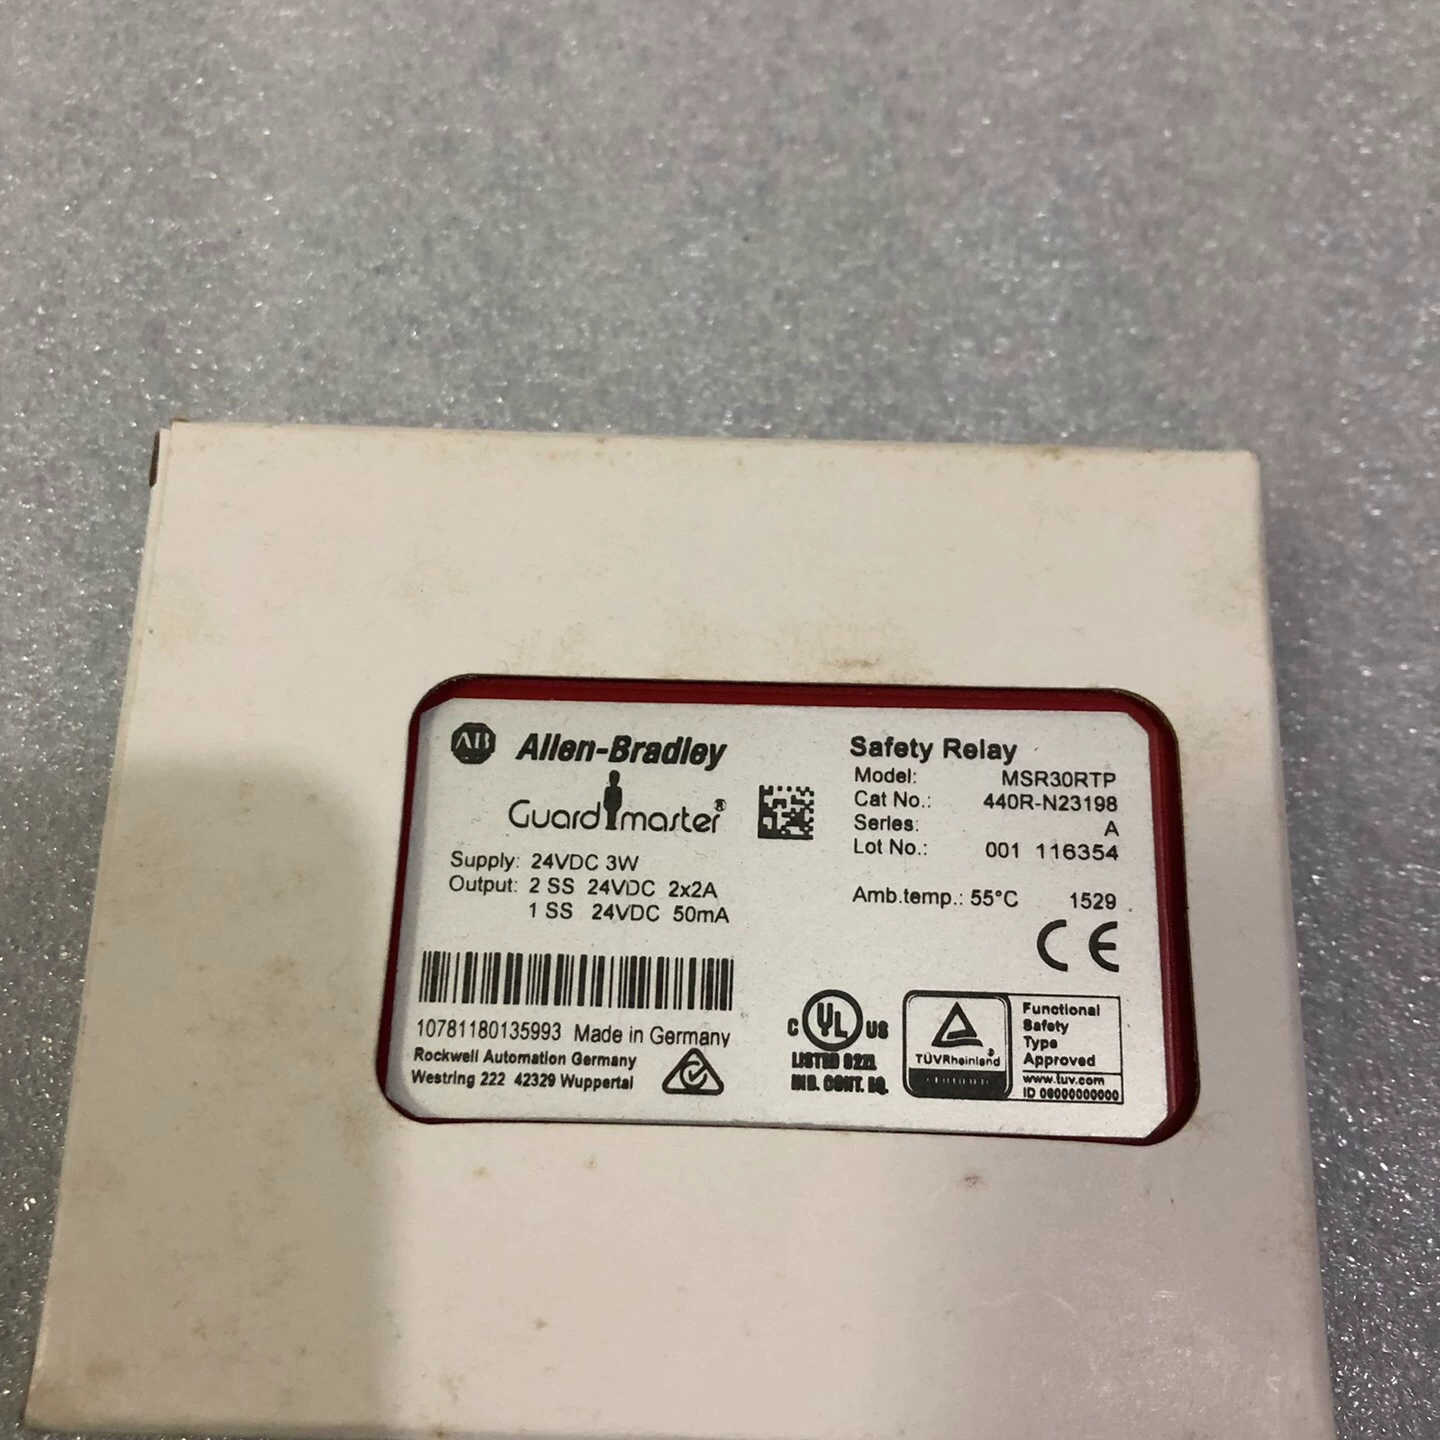 AB Allen-Bradley
Guardmaster®
Supply: 24VDC 3W
Output: 2 SS 24VDC 2x2A
1 SS 24VDC 50mA
10781180135993 Made in Germany
Rockwell Automation Germany
Westring 222 42329 Wuppertal
Safety Relay
Model: MSR30RTP
Cat No.: 440R-N23198
Series: A
Lot No.: 001 116354
Amb.temp.: 55°C 1529
CE
C UL US
LISTED
IND. CONT. EQ.
TÜVRheinland®
Functional
Safety
Type
Approved
www.tuv.com
ID 0600000000